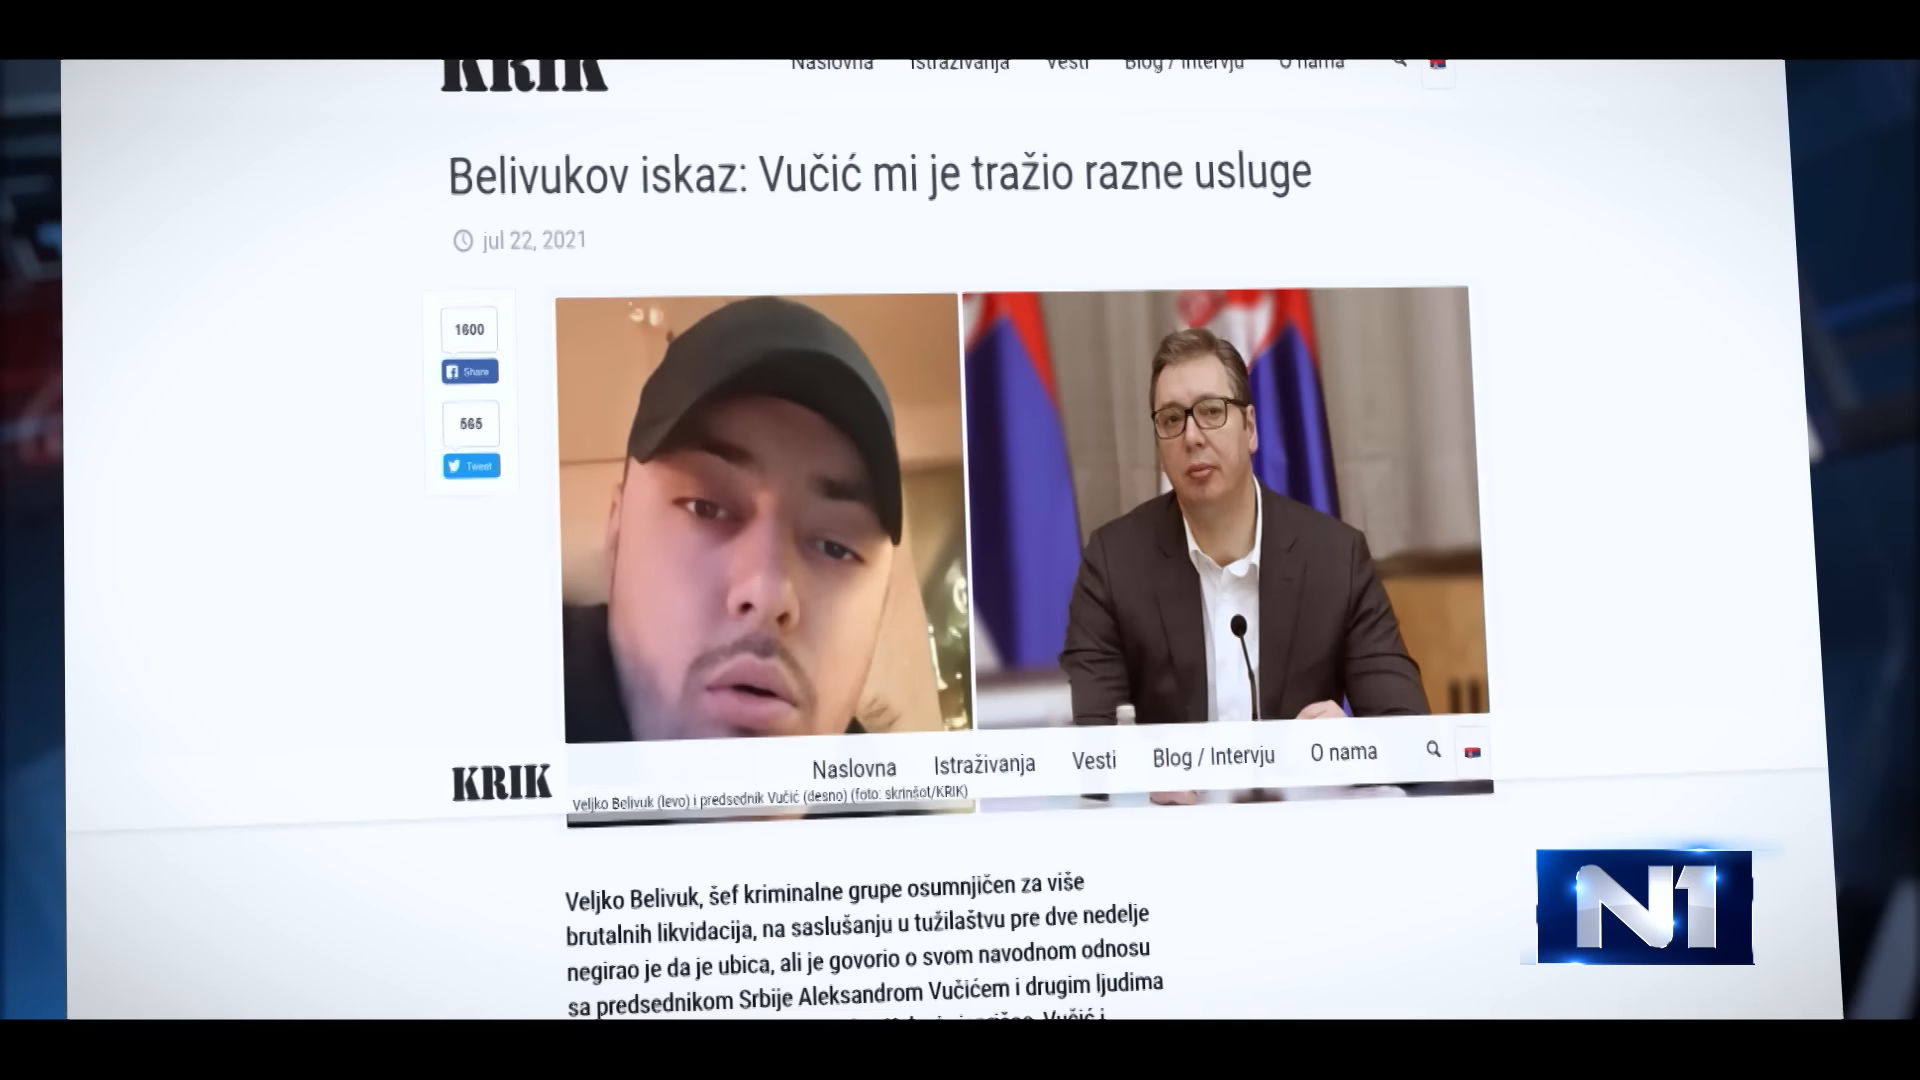 KRIK
Naslovna Istraživanja Vesti Blog / Intervju O nama
Belivukov iskaz: Vučić mi je tražio razne usluge
jul 22, 2021
1600
Share
565
Tweet
KRIK
Naslovna Istraživanja Vesti Blog / Intervju O nama
Veljko Belivuk (levo) i predsednik Vučić (desno) (foto: skrinšot/KRIK)
Veljko Belivuk, šef kriminalne grupe osumnjičen za više
brutalnih likvidacija, na saslušanju u tužilaštvu pre dve nedelje
negirao je da je ubica, ali je govorio o svom navodnom odnosu
sa predsednikom Srbije Aleksandrom Vučićem i drugim ljudima
Vučić i
N1